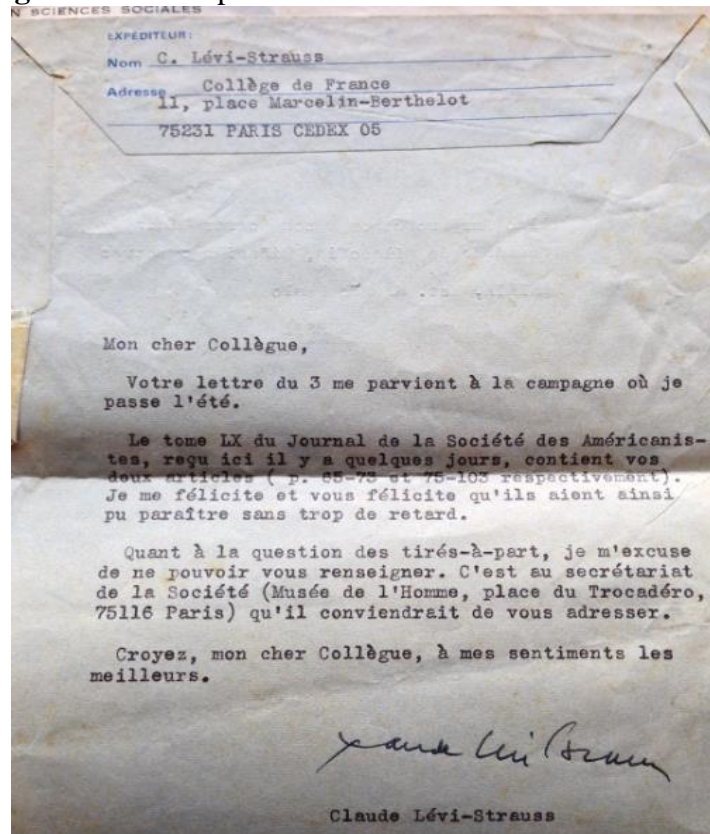 N SCIENCES SOCIALES
EXPÉDITEUR:
Nom C. Lévi-Strauss
Adresse Collège de France
11, place Marcelin-Berthelot
75231 PARIS CEDEX 05
Mon cher Collègue,
Votre lettre du 3 me parvient à la campagne où je
passe l'été.
Le tome LX du Journal de la Société des Américanis-
tes, reçu ici il y a quelques jours, contient vos
deux articles ( p. 65-73 et 75-103 respectivement).
Je me félicite et vous félicite qu'ils aient ainsi
pu paraître sans trop de retard.
Quant à la question des tirés-à-part, je m'excuse
de ne pouvoir vous renseigner. C'est au secrétariat
de la Société (Musée de l'Homme, place du Trocadéro,
75116 Paris) qu'il conviendrait de vous adresser.
Croyez, mon cher Collègue, à mes sentiments les
meilleurs.
Claude Lévi-Strauss
Claude Lévi-Strauss